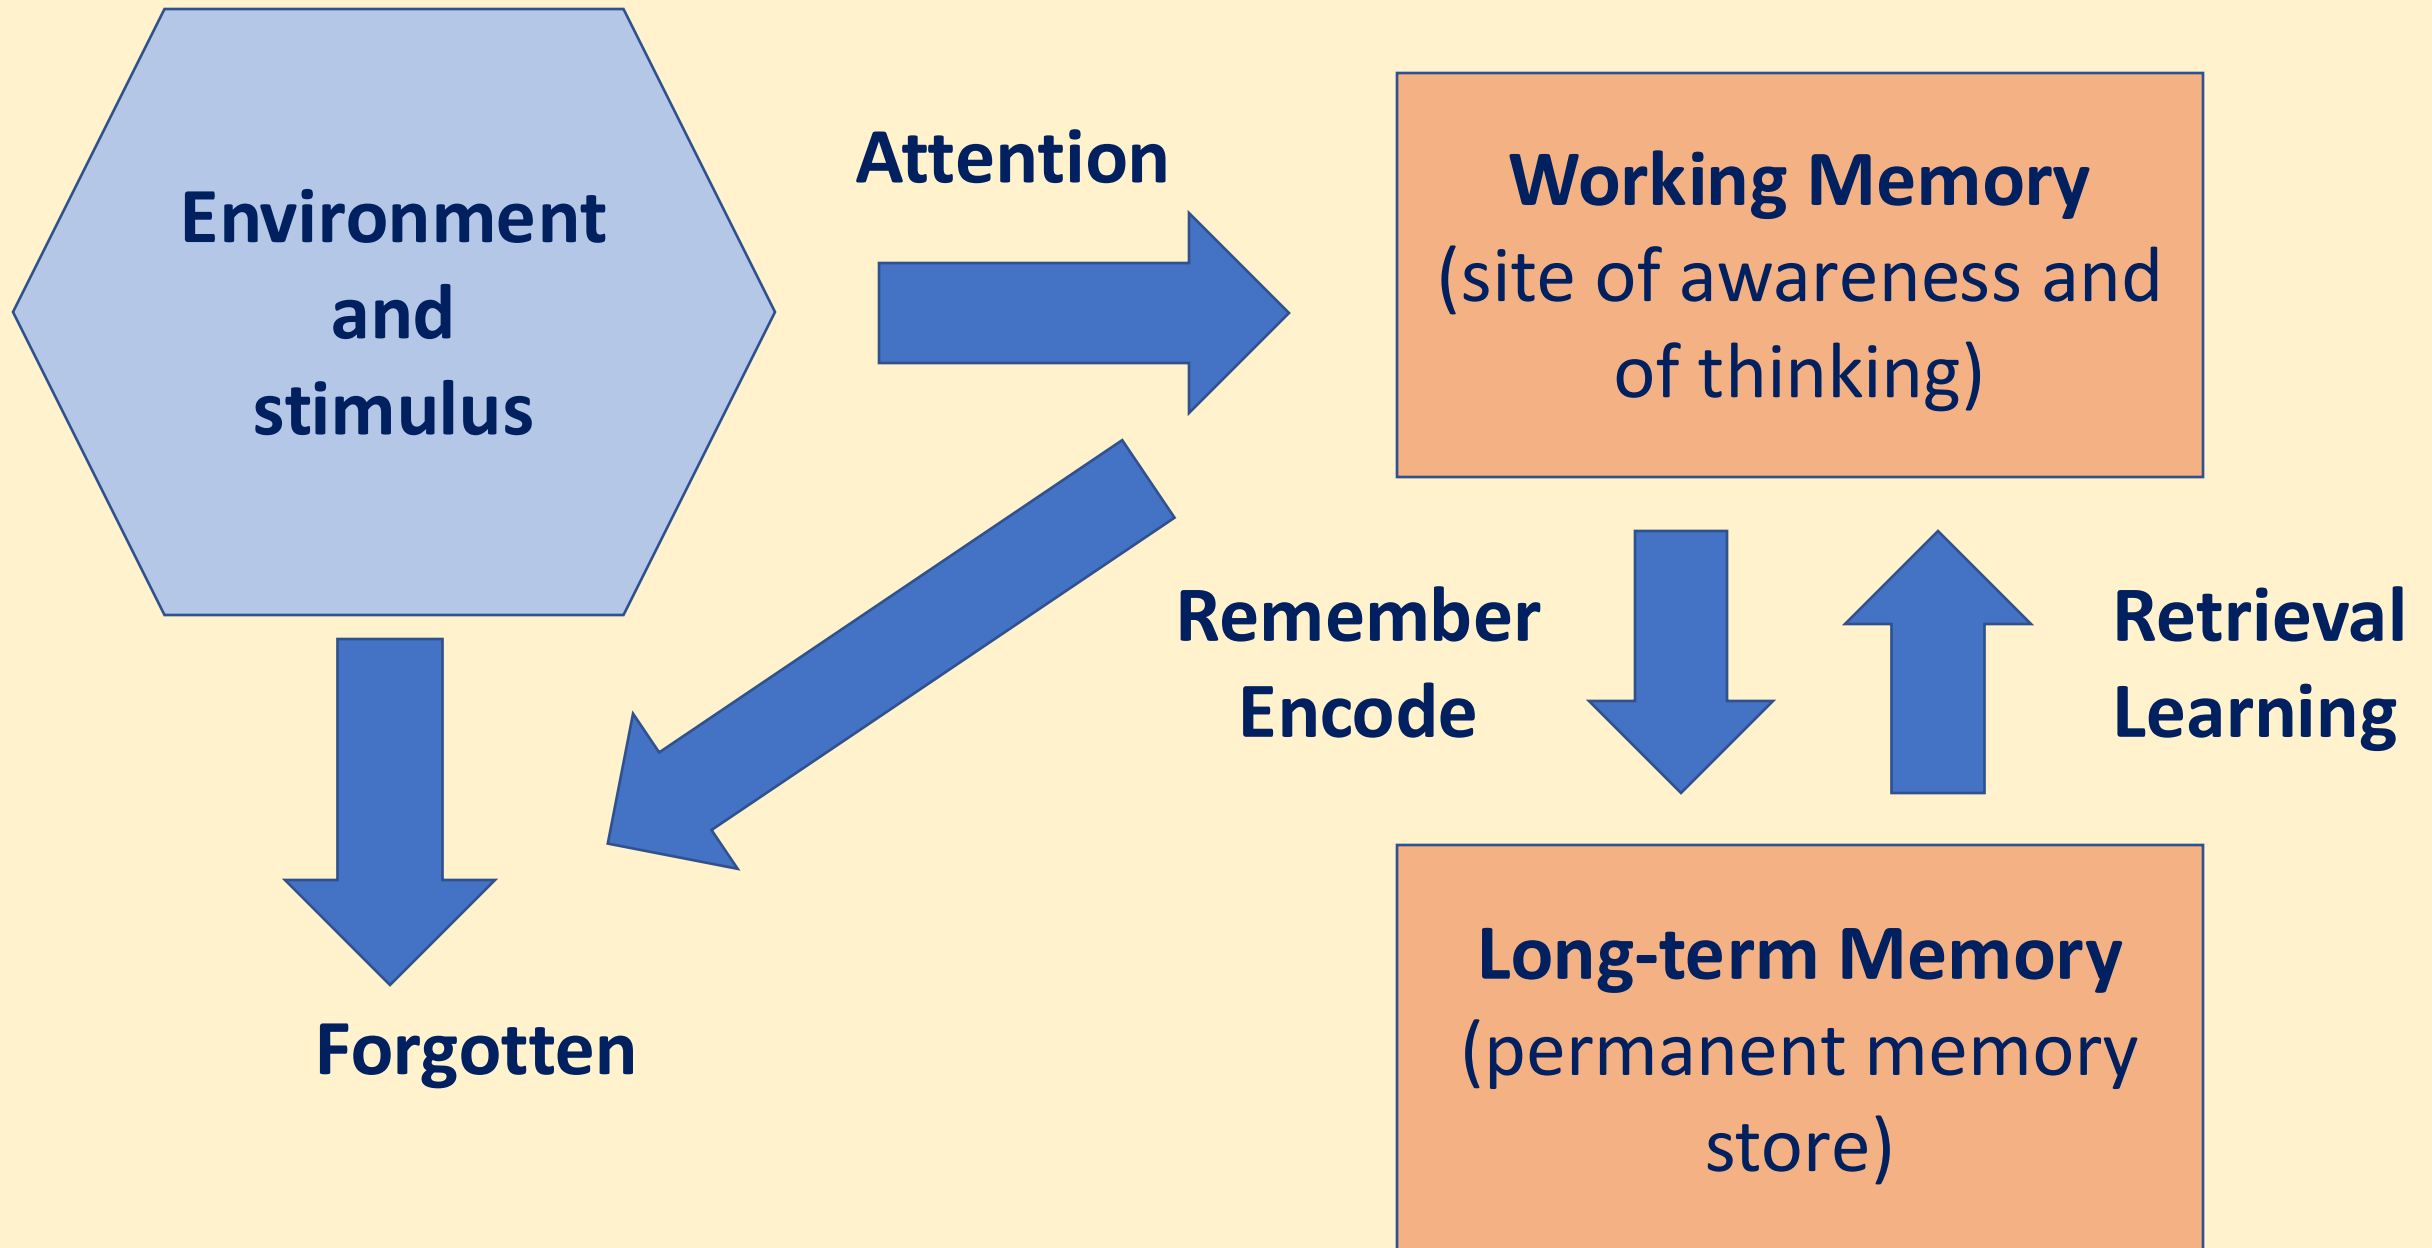 Environment
and
stimulus
Attention
Working Memory
(site of awareness and
of thinking)
Remember
Encode
Retrieval
Learning
Forgotten
Long-term Memory
(permanent memory
store)